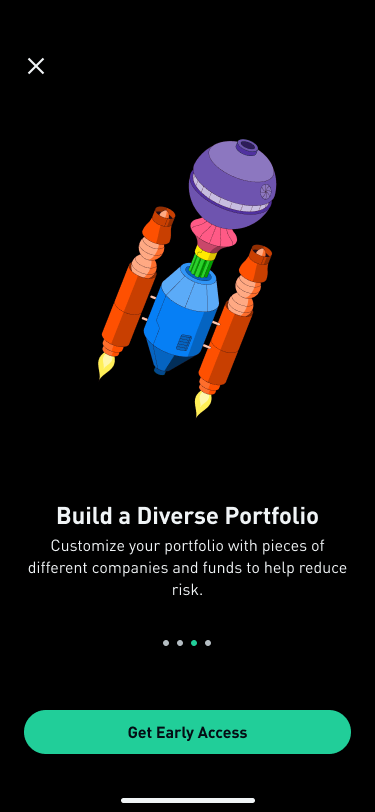 Build a Diverse Portfolio
Customize your portfolio with pieces of
different companies and funds to help reduce
risk.
Get Early Access